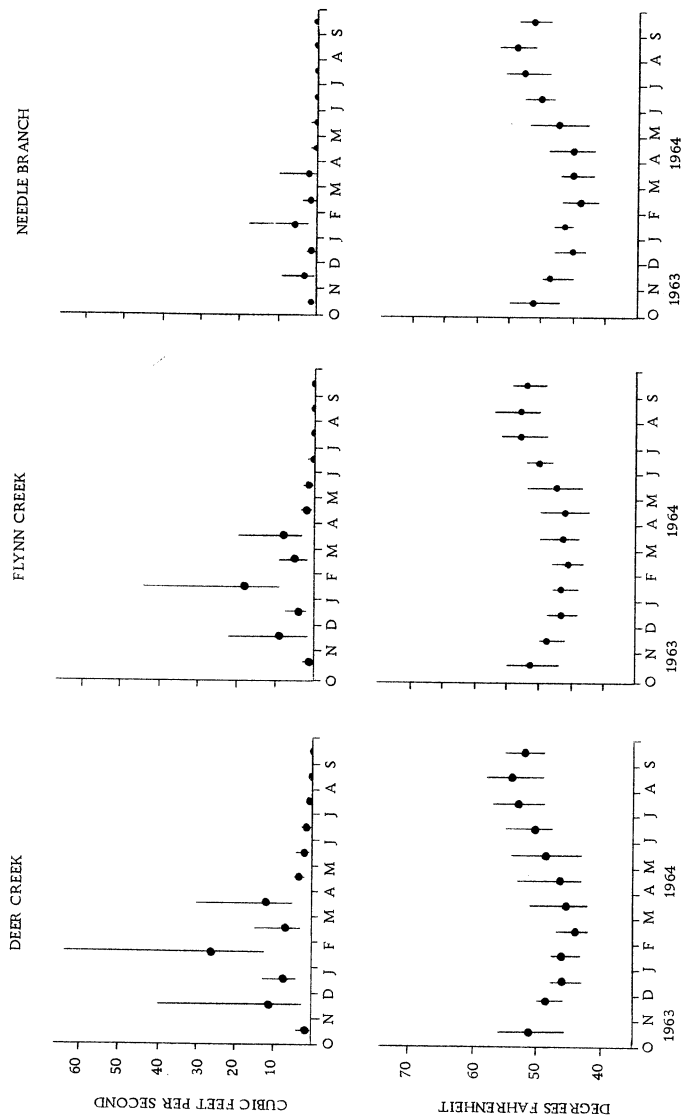 DEER CREEK
FLYNN CREEK
NEEDLE BRANCH
CUBIC FEET PER SECOND
60
50
40
30
20
10
O N D J F M A M J J A S
O N D J F M A M J J A S
O N D J F M A M J J A S
DEGREES FAHRENHEIT
70
60
50
40
O N D J F M A M J J A S
1963 1964
O N D J F M A M J J A S
1963 1964
O N D J F M A M J J A S
1963 1964